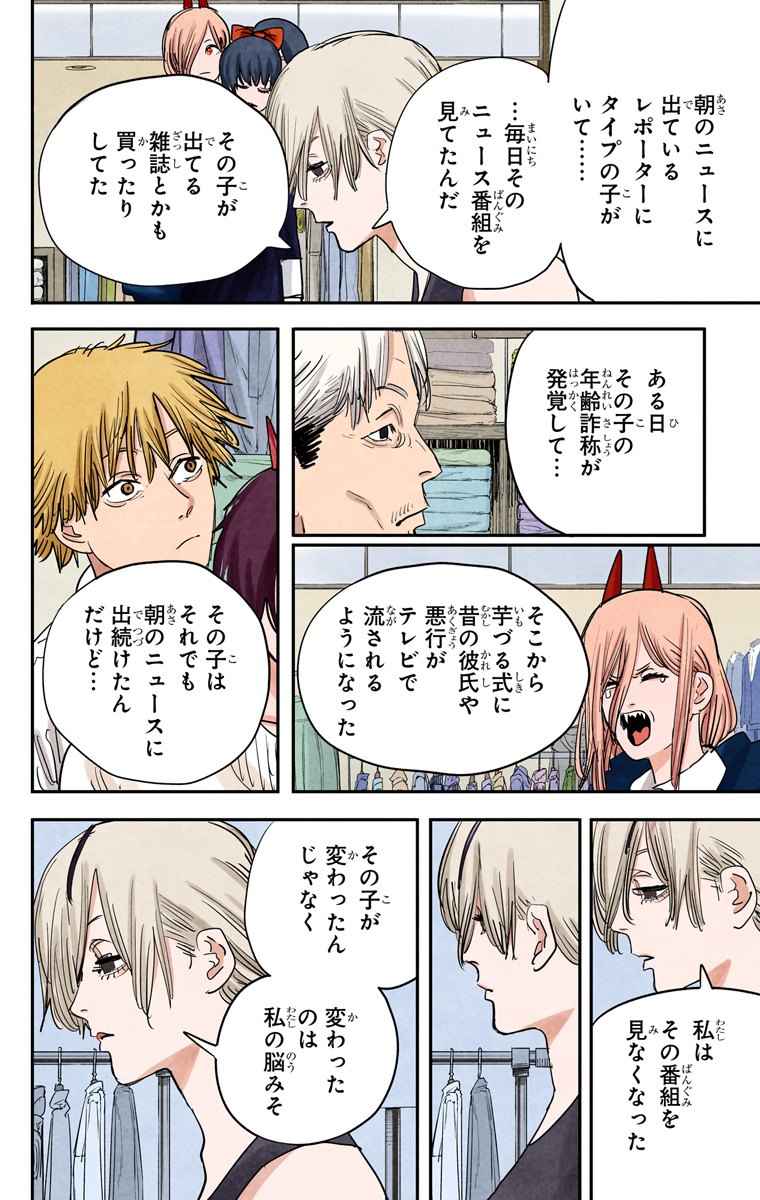 朝のニュースに
出ている
レポーターに
タイプの子が
いて……
…毎日その
ニュース番組を
見てたんだ
その子が
出てる
雑誌とかも
買ったり
してた
ある日
その子の
年齢詐称が
発覚して…
そこから
芋づる式に
昔の彼氏や
悪行が
テレビで
流される
ようになった
その子は
それでも
朝のニュースに
出続けたん
だけど…
私は
その番組を
見なくなった
その子が
変わったん
じゃなく
変わった
のは
私の脳みそ